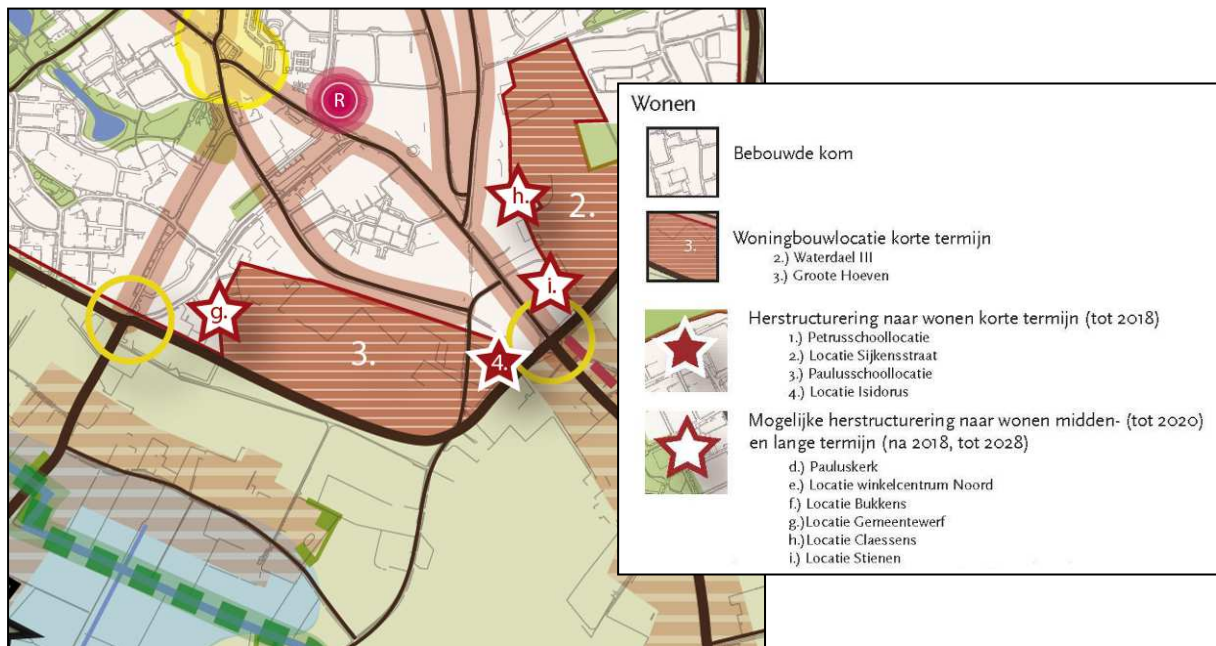 R
h.
2.
i.
g.
3.
4.
Wonen
Bebouwde kom
3.
Woningbouwlocatie korte termijn
2.) Waterdael III
3.) Groote Hoeven
Herstructurering naar wonen korte termijn (tot 2018)
1.) Petrusschoollocatie
2.) Locatie Sijkensstraat
3.) Paulusschoollocatie
4.) Locatie Isidorus
Mogelijke herstructurering naar wonen midden- (tot 2020)
en lange termijn (na 2018, tot 2028)
d.) Pauluskerk
e.) Locatie winkelcentrum Noord
f.) Locatie Bukkens
g.)Locatie Gemeentewerf
h.)Locatie Claessens
i.) Locatie Stienen